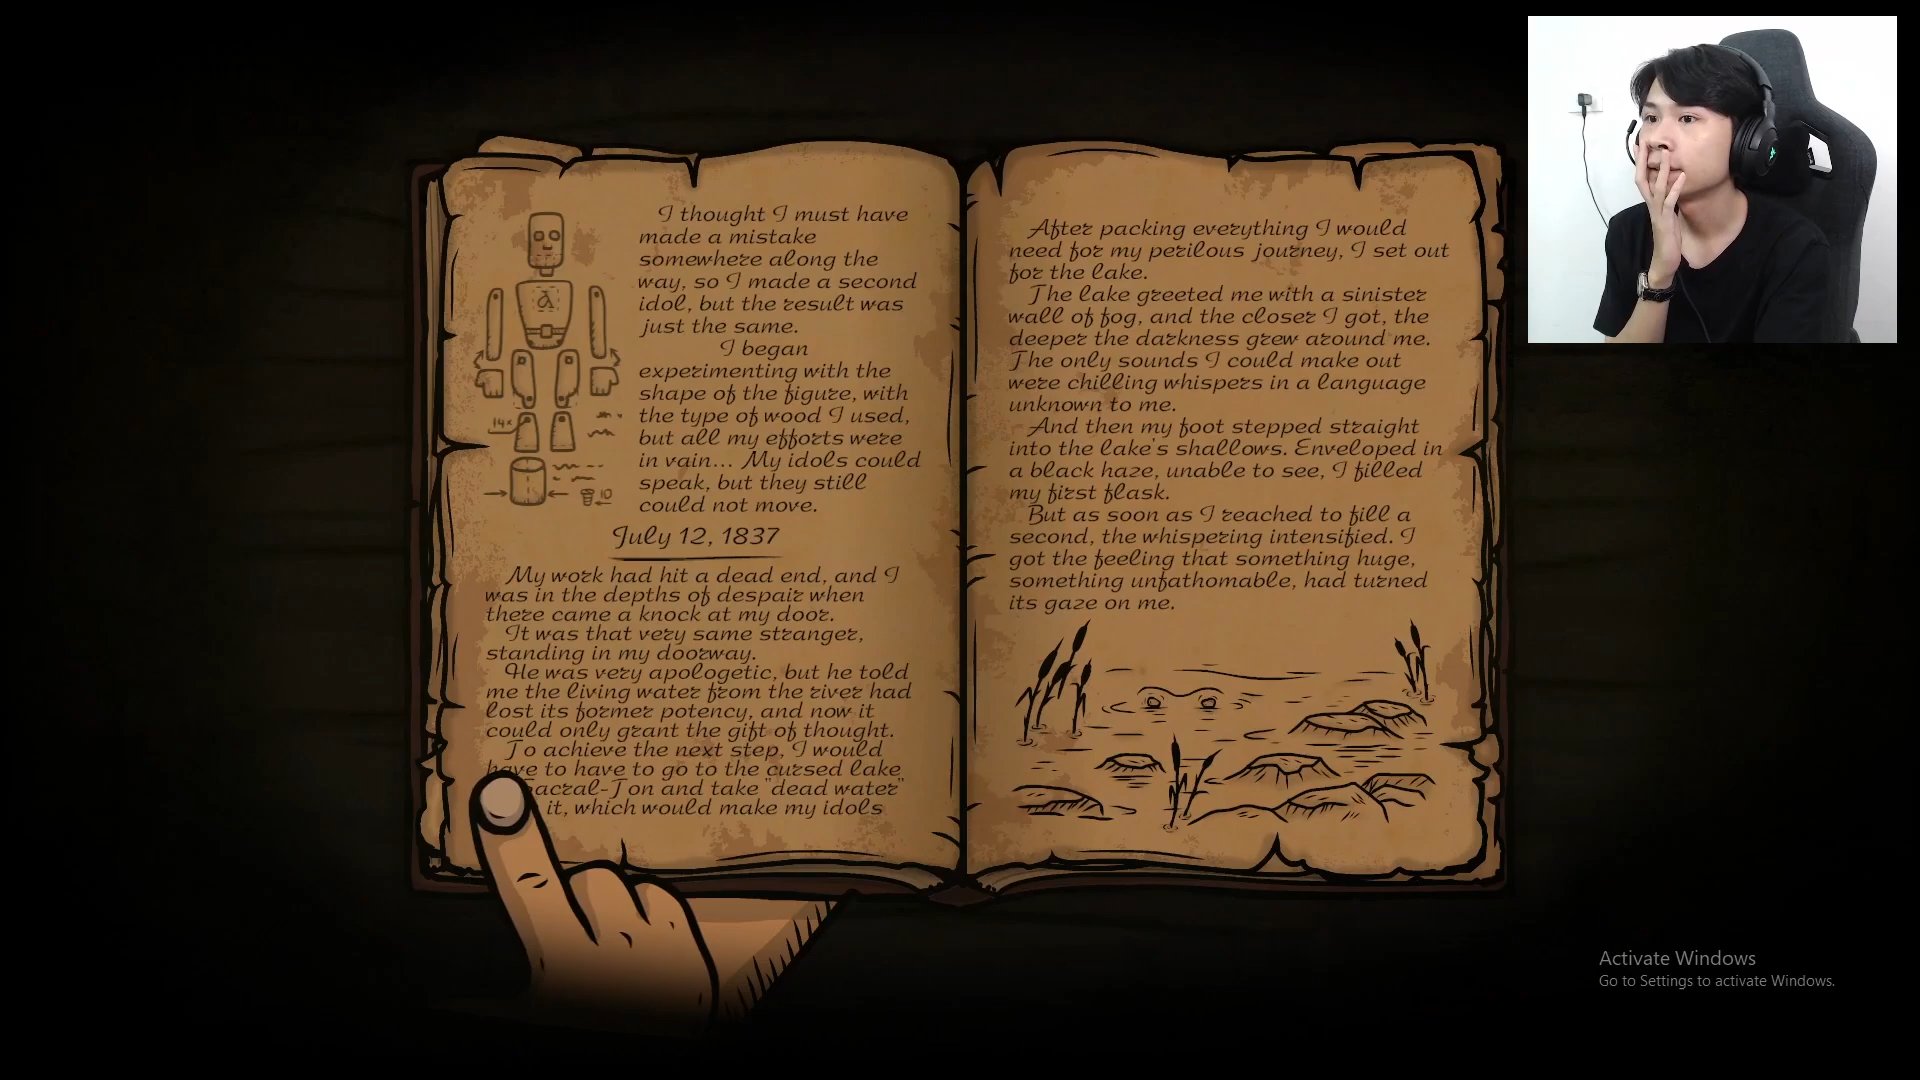 I thought I must have
made a mistake
somewhere along the
way, so I made a second
idol, but the result was
just the same.
I began
experimenting with the
shape of the figure, with
the type of wood I used,
but all my efforts were
in vain... My idols could
speak, but they still
could not move.
14x
10
July 12, 1837
My work had hit a dead end, and I
was in the depths of despair when
there came a knock at my door.
It was that very same stranger,
standing in my doorway.
He was very apologetic, but he told
me the living water from the river had
lost its former potency, and now it
could only grant the gift of thought.
To achieve the next step, I would
have to have to go to the cursed lake
acral-Ton and take "dead water"
it, which would make my idols
After packing everything I would
need for my perilous journey, I set out
for the lake.
The lake greeted me with a sinister
wall of fog, and the closer I got, the
deeper the darkness grew around me.
The only sounds I could make out
were chilling whispers in a language
unknown to me.
And then my foot stepped straight
into the lake's shallows. Enveloped in
a black haze, unable to see, I filled
my first flask.
But as soon as I reached to fill a
second, the whispering intensified. I
got the feeling that something huge,
something unfathomable, had turned
its gaze on me.
Activate Windows
Go to Settings to activate Windows.